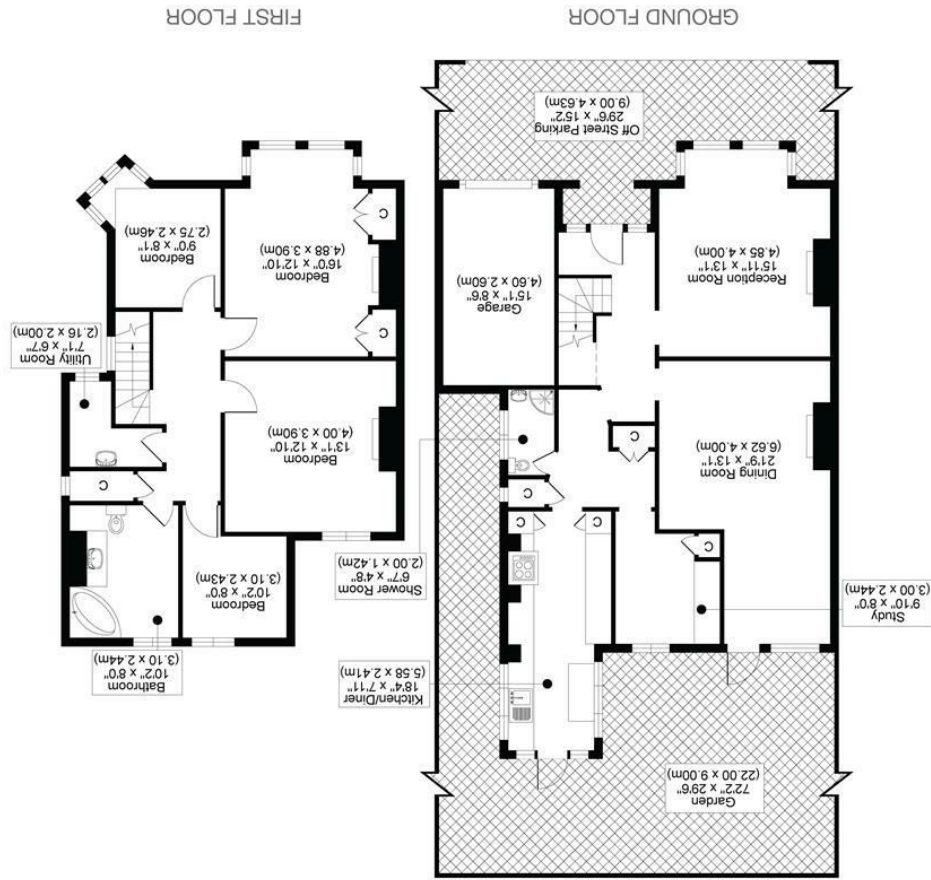 Garden
72'2" x 29'6"
(22.00 x 9.00m)
Kitchen/Diner
18'4" x 7'11"
(5.58 x 2.41m)
Study
9'10" x 8'0"
(3.00 x 2.44m)
Shower Room
6'7" x 4'8"
(2.00 x 1.42m)
C
C
C
C
C
Dining Room
21'9" x 13'1"
(6.62 x 4.00m)
Reception Room
15'11" x 13'1"
(4.85 x 4.00m)
Garage
15'1" x 8'6"
(4.60 x 2.60m)
Off Street Parking
29'6" x 15'2"
(9.00 x 4.63m)
GROUND FLOOR
Bathroom
10'2" x 8'0"
(3.10 x 2.44m)
Bedroom
10'2" x 8'0"
(3.10 x 2.43m)
C
Bedroom
13'1" x 12'10"
(4.00 x 3.90m)
Utility Room
7'1" x 6'7"
(2.16 x 2.00m)
C
C
Bedroom
16'0" x 12'10"
(4.88 x 3.90m)
Bedroom
9'0" x 8'1"
(2.75 x 2.46m)
FIRST FLOOR